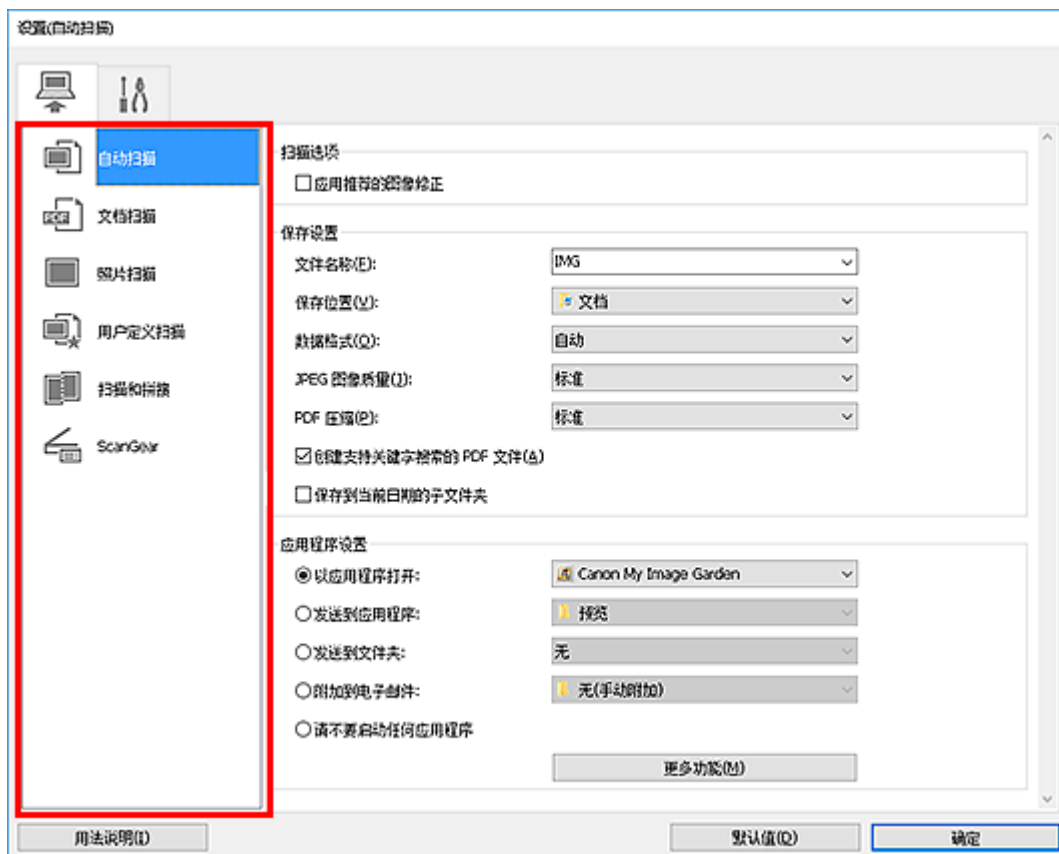 设置(自动扫描)
自动扫描
PDF
文档扫描
照片扫描
用户定义扫描
扫描和拼接
ScanGear
扫描选项
应用推荐的图像修正
保存设置
文件名称(F): IMG
保存位置(V): 文档
数据格式(O): 自动
JPEG 图像质量(J): 标准
PDF 压缩(P): 标准
创建支持关键字搜索的 PDF 文件(A)
保存到当前日期的子文件夹
应用程序设置
以应用程序打开: Canon My Image Garden
发送到应用程序: 预览
发送到文件夹: 无
附加到电子邮件: 无(手动附加)
请不要启动任何应用程序
更多功能(M)
用法说明(I) 默认值(D) 确定